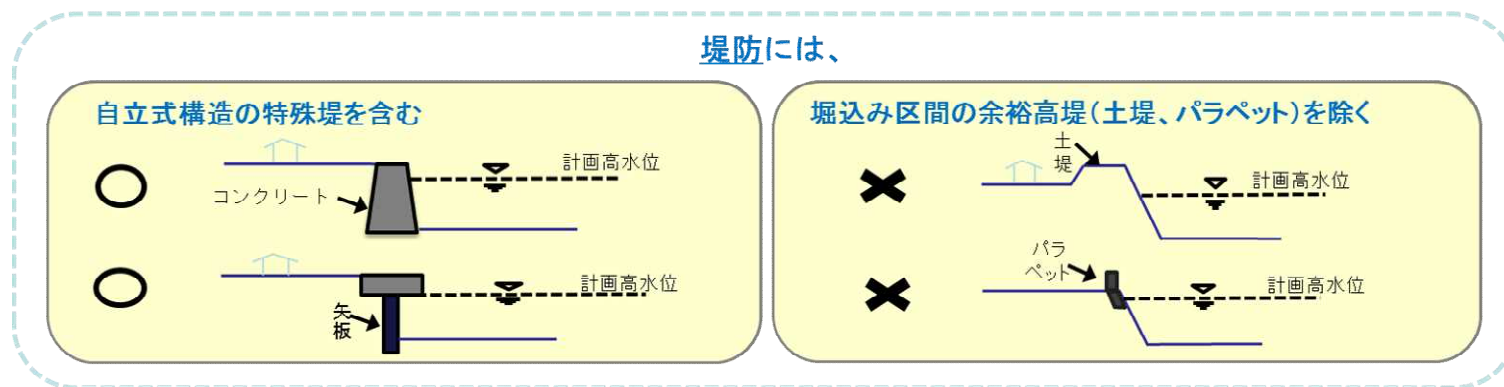 堤防には、
自立式構造の特殊堤を含む
計画高水位
コンクリート
計画高水位
矢
板
堀込み区間の余裕高堤(土堤、パラペット)を除く
土
堤
計画高水位
パラ
ペット
計画高水位